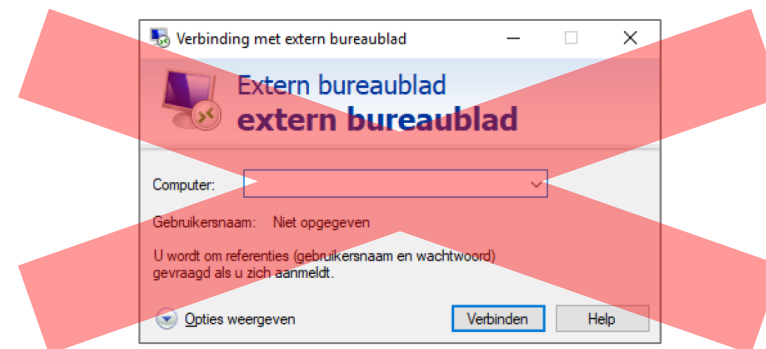 Verbinding met extern bureaublad
Extern bureaublad
extern bureaublad
Computer:
Gebruikersnaam: Niet opgegeven
U wordt om referenties (gebruikersnaam en wachtwoord)
gevraagd als u zich aanmeldt.
Opties weergeven Verbinden Help